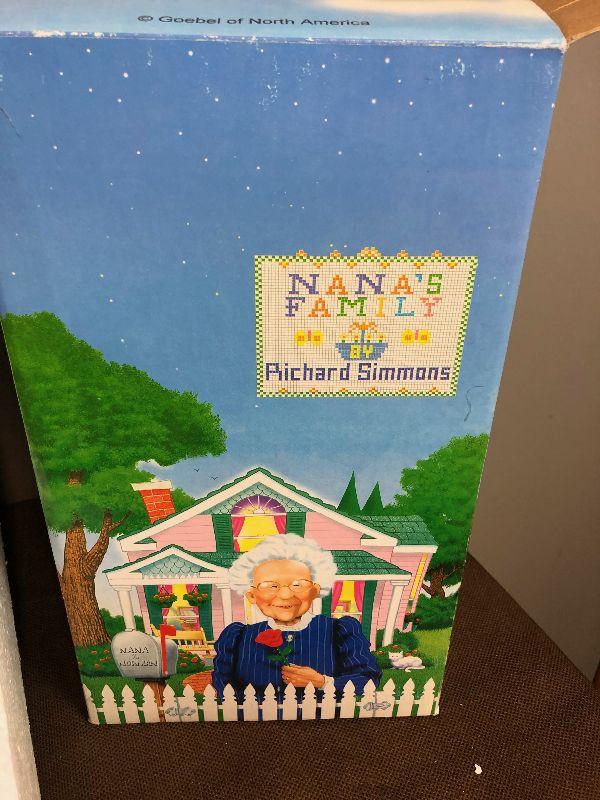 © Goebel of North America
NANA'S
FAMILY
BY
Richard Simmons
NANA